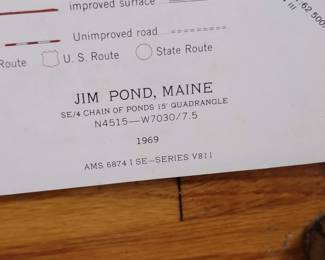 improved surface
Unimproved road
Route U. S. Route State Route
JIM POND, MAINE
SE/4 CHAIN OF PONDS 15' QUADRANGLE
N4515—W7030/7.5
1969
AMS 6874 I SE–SERIES V811